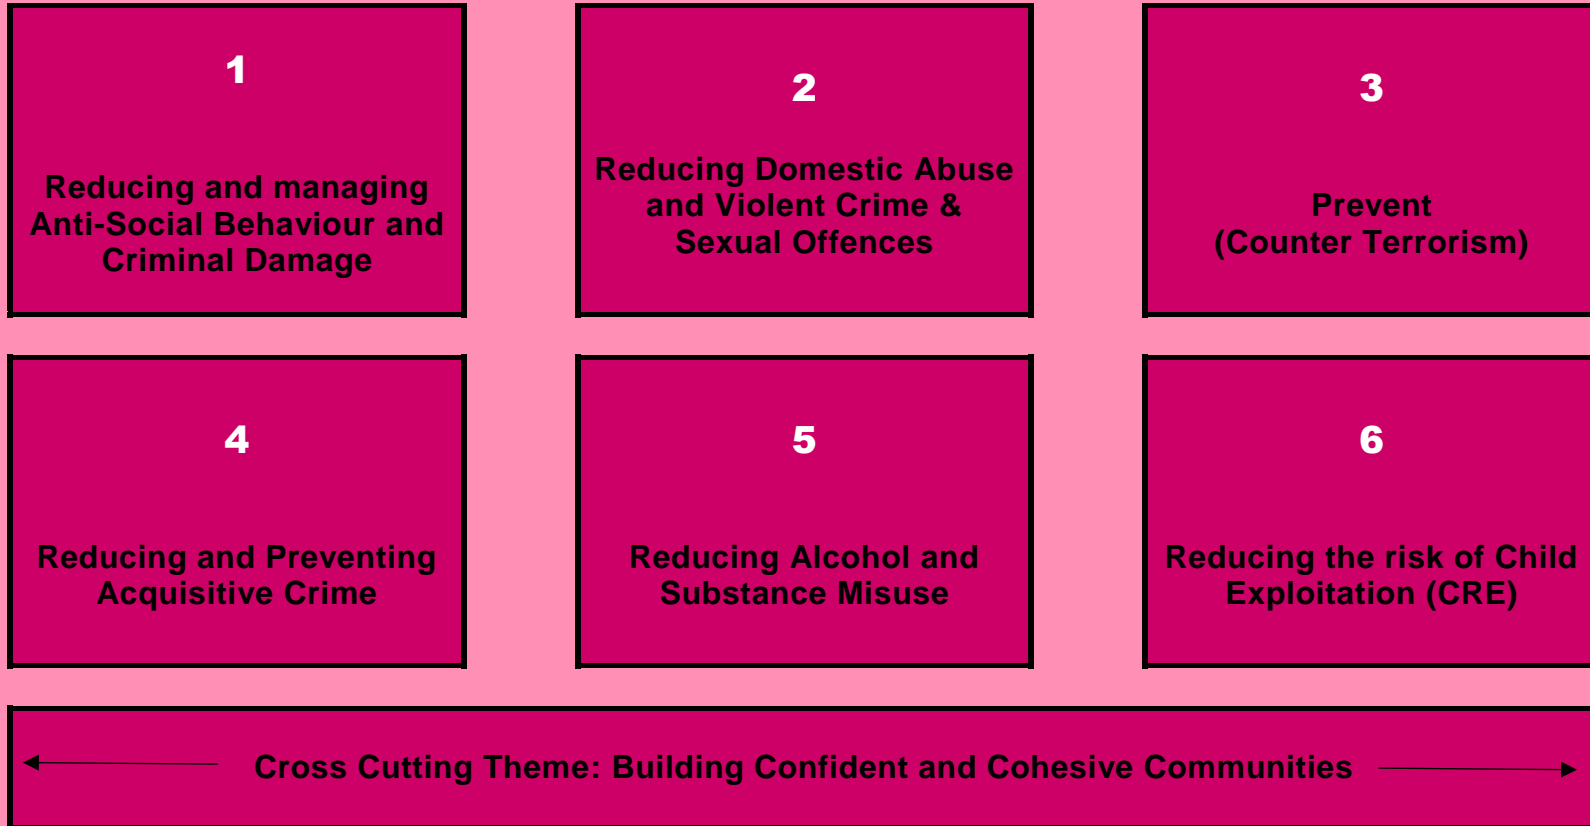 1
Reducing and managing
Anti-Social Behaviour and
Criminal Damage
2
Reducing Domestic Abuse
and Violent Crime &
Sexual Offences
3
Prevent
(Counter Terrorism)
4
Reducing and Preventing
Acquisitive Crime
5
Reducing Alcohol and
Substance Misuse
6
Reducing the risk of Child
Exploitation (CRE)
Cross Cutting Theme: Building Confident and Cohesive Communities